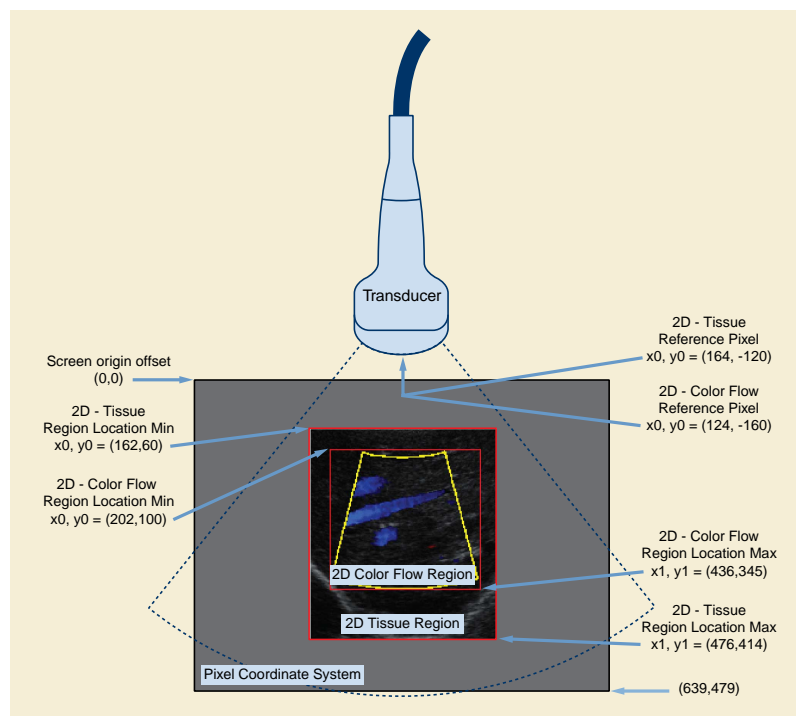 Transducer
2D - Tissue
Reference Pixel
x0, y0 = (164, -120)
Screen origin offset
(0,0)
2D - Color Flow
Reference Pixel
x0, y0 = (124, -160)
2D - Tissue
Region Location Min
x0, y0 = (162,60)
2D - Color Flow
Region Location Min
x0, y0 = (202,100)
2D - Color Flow
Region Location Max
x1, y1 = (436,345)
2D Color Flow Region
2D - Tissue
Region Location Max
x1, y1 = (476,414)
2D Tissue Region
Pixel Coordinate System
(639,479)